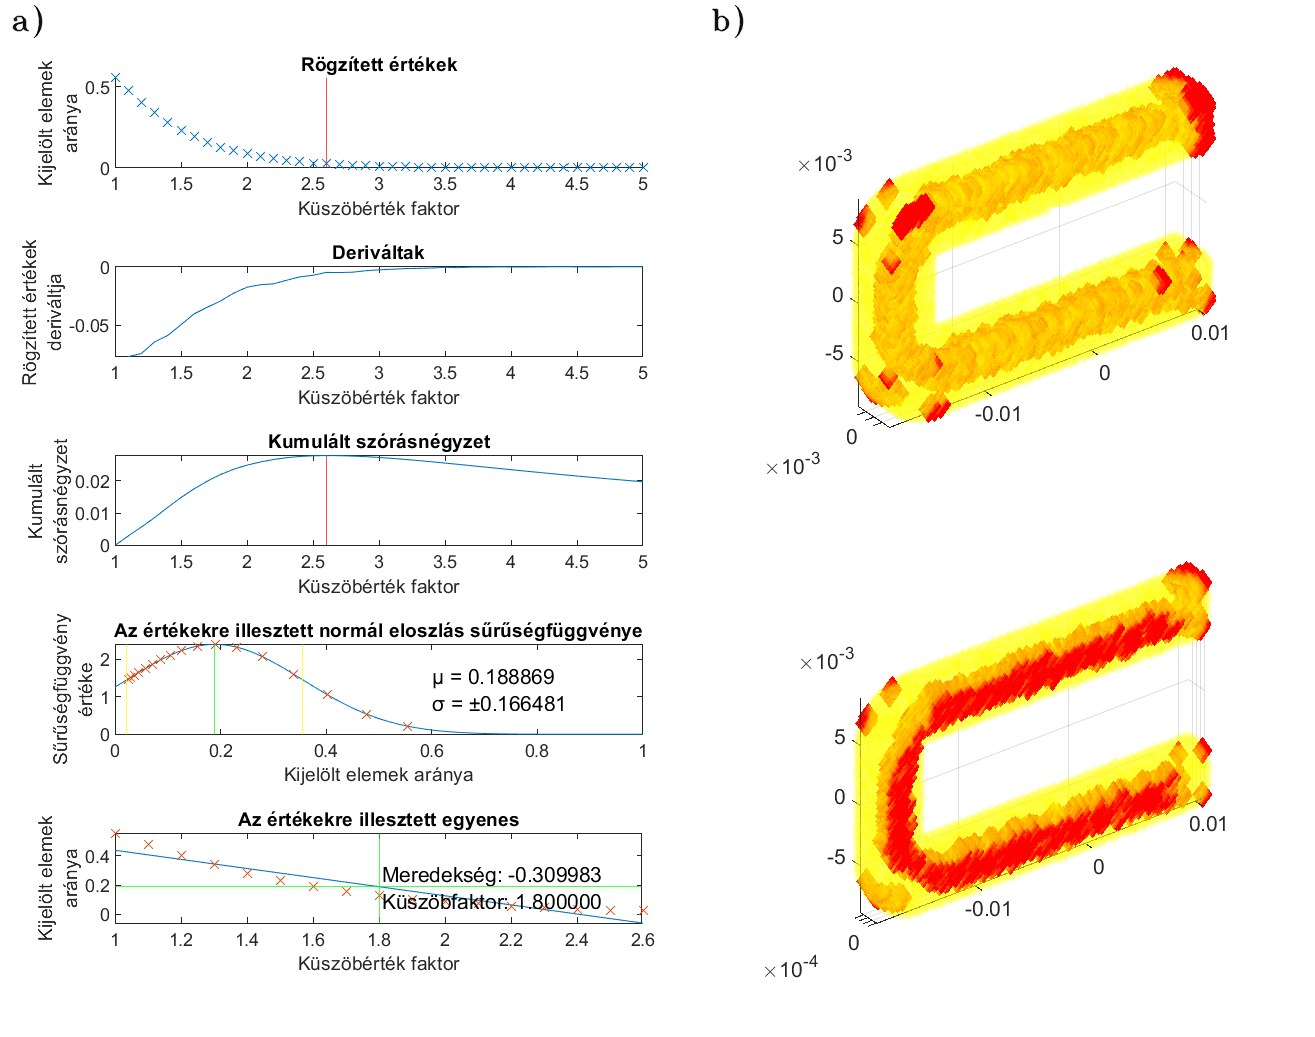 a)
Rögzített értékek
Kijelölt elemek
aránya
0.5
0
1 1.5 2 2.5 3 3.5 4 4.5 5
Küszöbérték faktor
Deriváltak
Rögzített értékek
deriváltja
0
-0.05
1 1.5 2 2.5 3 3.5 4 4.5 5
Küszöbérték faktor
Kumulált szórásnégyzet
Kumulált
szórásnégyzet
0.02
0.01
0
1 1.5 2 2.5 3 3.5 4 4.5 5
Küszöbérték faktor
Az értékekre illesztett normál eloszlás sűrűségfüggvénye
Sűrűségfüggvény
értéke
2
1
0
μ = 0.188869
σ = ±0.166481
0 0.2 0.4 0.6 0.8 1
Kijelölt elemek aránya
Az értékekre illesztett egyenes
Kijelölt elemek
aránya
0.4
0.2
0
Meredekség: -0.309983
Küszöbfaktor: 1.800000
1 1.2 1.4 1.6 1.8 2 2.2 2.4 2.6
Küszöbérték faktor
b)
×10-3
5
0
-5
0.01
0
-0.01
0
×10-3
×10-3
5
0
-5
0.01
0
-0.01
0
×10-4